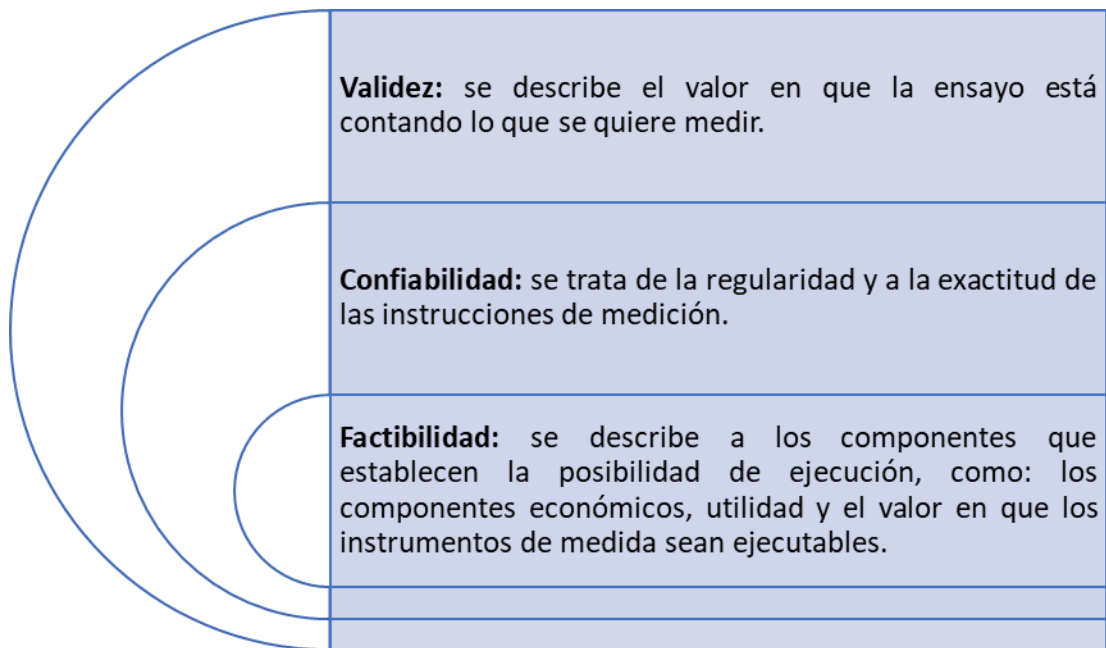 Validez: se describe el valor en que la ensayo está
contando lo que se quiere medir.
Confiabilidad: se trata de la regularidad y a la exactitud de
las instrucciones de medición.
Factibilidad: se describe a los componentes que
establecen la posibilidad de ejecución, como: los
componentes económicos, utilidad y el valor en que los
instrumentos de medida sean ejecutables.